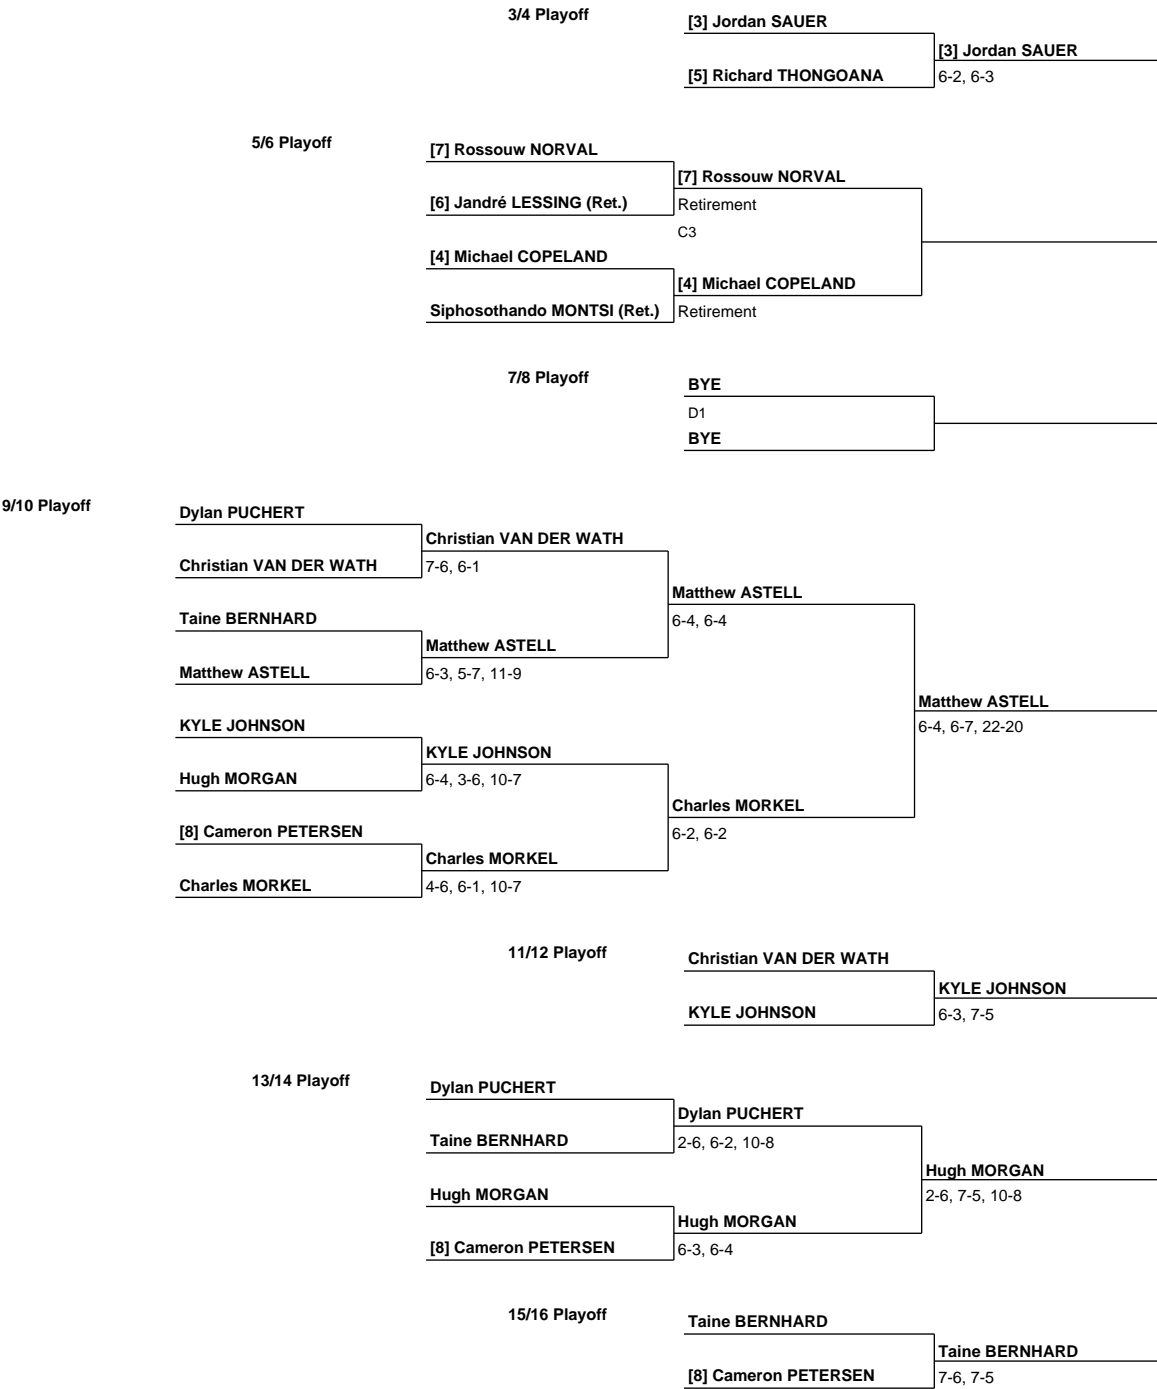 3/4 Playoff
[3] Jordan SAUER
[3] Jordan SAUER
[5] Richard THONGOANA
6-2, 6-3
5/6 Playoff
[7] Rossouw NORVAL
[7] Rossouw NORVAL
[6] Jandré LESSING (Ret.)
Retirement
C3
[4] Michael COPELAND
[4] Michael COPELAND
Siphosothando MONTSI (Ret.)
Retirement
7/8 Playoff
BYE
D1
BYE
9/10 Playoff
Dylan PUCHERT
Christian VAN DER WATH
Christian VAN DER WATH
7-6, 6-1
Matthew ASTELL
Taine BERNHARD
6-4, 6-4
Matthew ASTELL
Matthew ASTELL
6-3, 5-7, 11-9
Matthew ASTELL
KYLE JOHNSON
6-4, 6-7, 22-20
KYLE JOHNSON
Hugh MORGAN
6-4, 3-6, 10-7
Charles MORKEL
[8] Cameron PETERSEN
6-2, 6-2
Charles MORKEL
Charles MORKEL
4-6, 6-1, 10-7
11/12 Playoff
Christian VAN DER WATH
KYLE JOHNSON
KYLE JOHNSON
6-3, 7-5
13/14 Playoff
Dylan PUCHERT
Dylan PUCHERT
Taine BERNHARD
2-6, 6-2, 10-8
Hugh MORGAN
Hugh MORGAN
2-6, 7-5, 10-8
Hugh MORGAN
[8] Cameron PETERSEN
6-3, 6-4
15/16 Playoff
Taine BERNHARD
Taine BERNHARD
[8] Cameron PETERSEN
7-6, 7-5